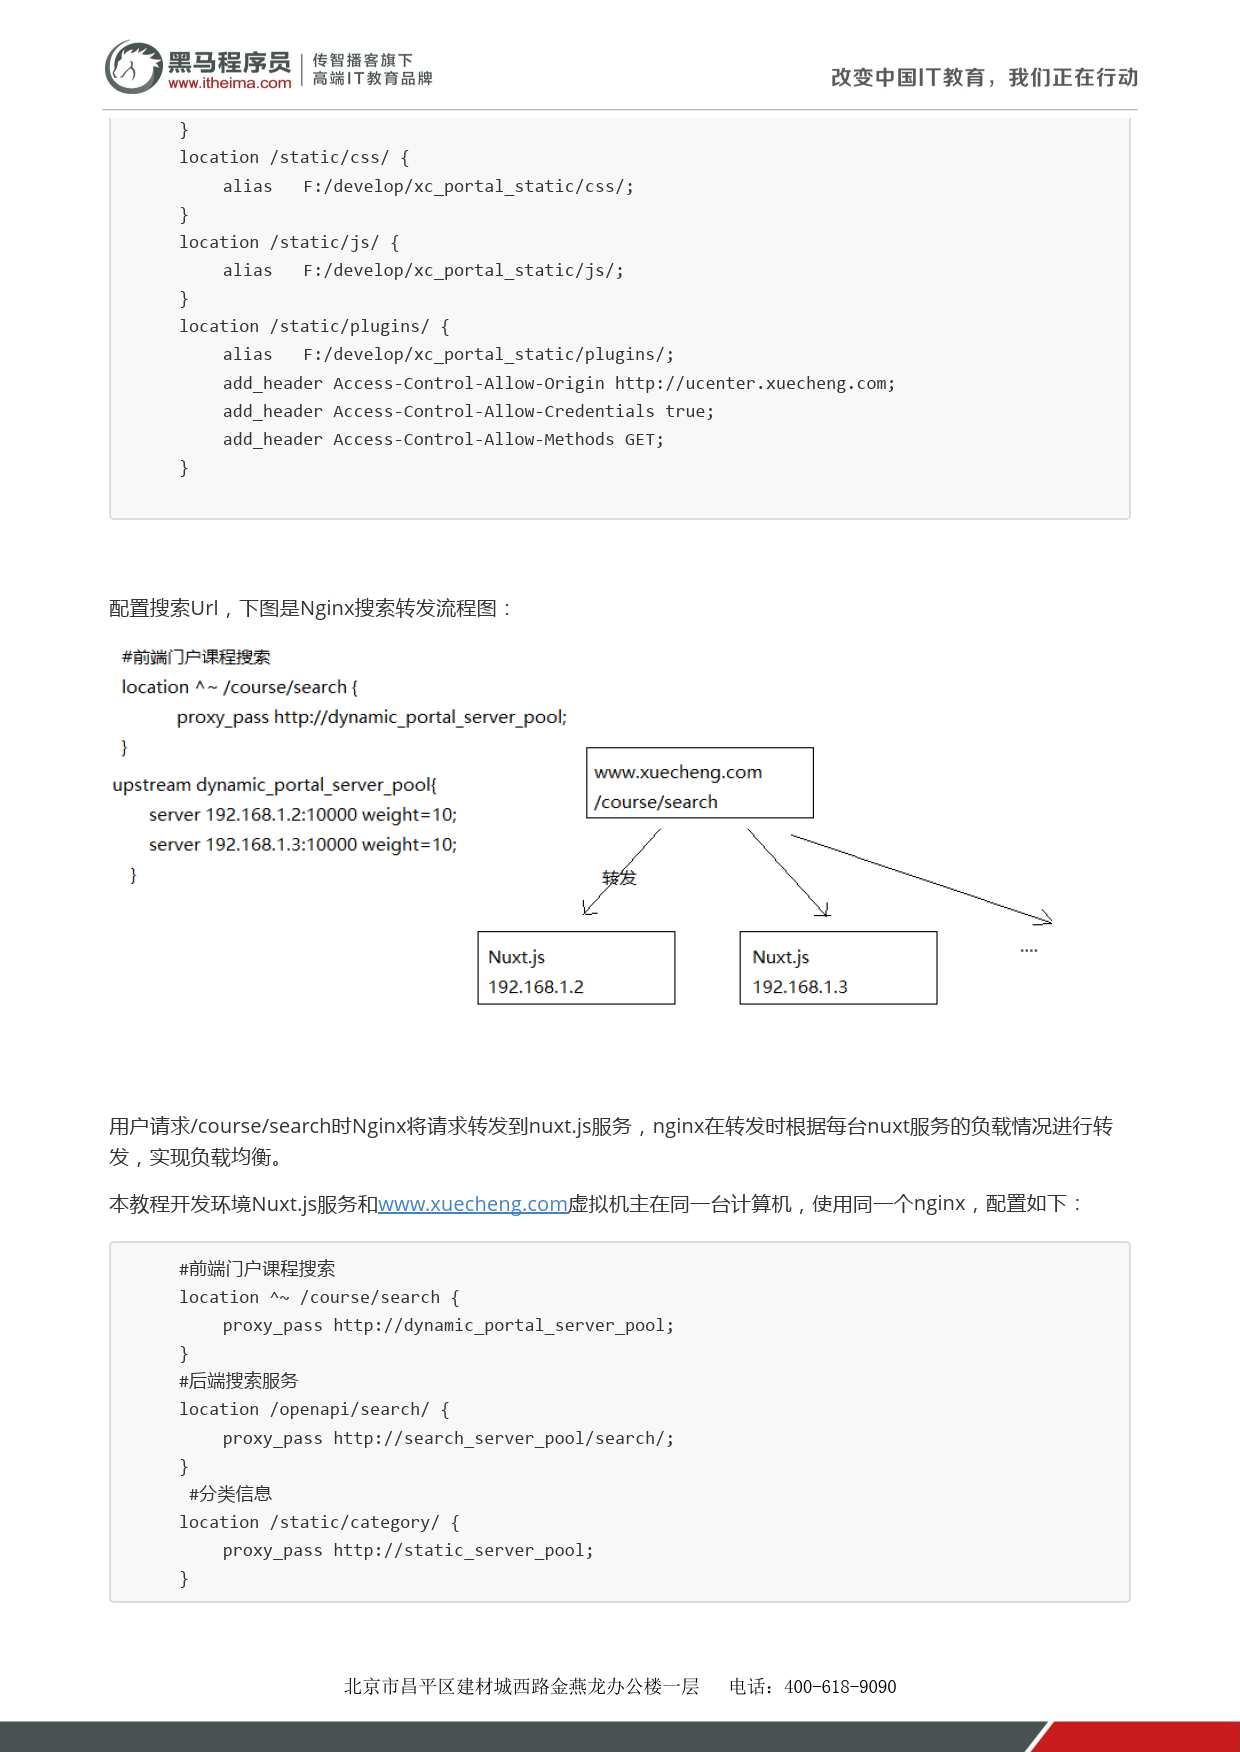 黑马程序员
www.itheima.com
传智播客旗下
高端IT教育品牌
改变中国IT教育，我们正在行动
}
location /static/css/ {
alias   F:/develop/xc_portal_static/css/;
}
location /static/js/ {
alias   F:/develop/xc_portal_static/js/;
}
location /static/plugins/ {
alias   F:/develop/xc_portal_static/plugins/;
add_header Access-Control-Allow-Origin http://ucenter.xuecheng.com;
add_header Access-Control-Allow-Credentials true;
add_header Access-Control-Allow-Methods GET;
}
配置搜索Url，下图是Nginx搜索转发流程图：
#前端门户课程搜索
location ^~ /course/search {
proxy_pass http://dynamic_portal_server_pool;
}
upstream dynamic_portal_server_pool{
server 192.168.1.2:10000 weight=10;
server 192.168.1.3:10000 weight=10;
}
www.xuecheng.com
/course/search
转发
Nuxt.js
192.168.1.2
Nuxt.js
192.168.1.3
....
用户请求/course/search时Nginx将请求转发到nuxt.js服务，nginx在转发时根据每台nuxt服务的负载情况进行转
发，实现负载均衡。
本教程开发环境Nuxt.js服务和www.xuecheng.com虚拟机主在同一台计算机，使用同一个nginx，配置如下：
#前端门户课程搜索
location ^~ /course/search {
proxy_pass http://dynamic_portal_server_pool;
}
#后端搜索服务
location /openapi/search/ {
proxy_pass http://search_server_pool/search/;
}
#分类信息
location /static/category/ {
proxy_pass http://static_server_pool;
}
北京市昌平区建材城西路金燕龙办公楼一层   电话：400-618-9090